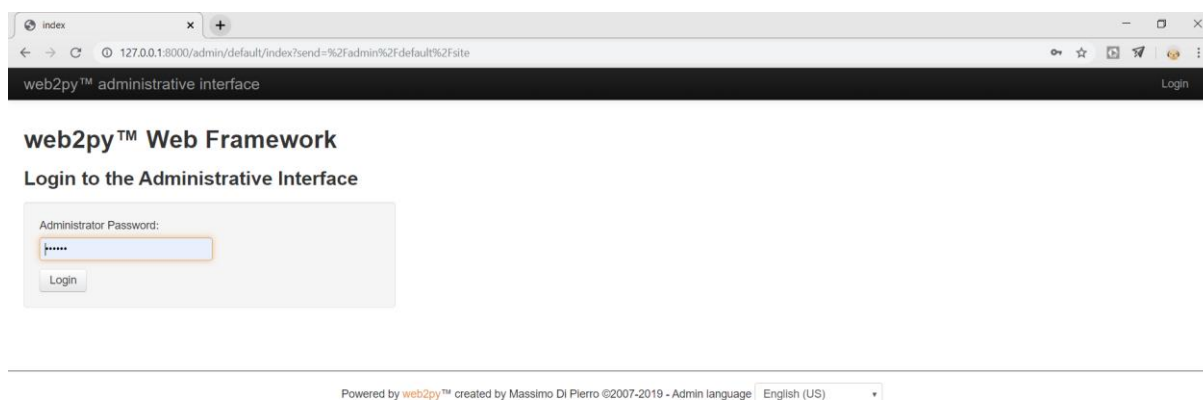 index
127.0.0.1:8000/admin/default/index?send=%2Fadmin%2Fdefault%2Fsite
web2py™ administrative interface Login
web2py™ Web Framework
Login to the Administrative Interface
Administrator Password:
••••••
Login
Powered by web2py™ created by Massimo Di Pierro ©2007-2019 - Admin language English (US)